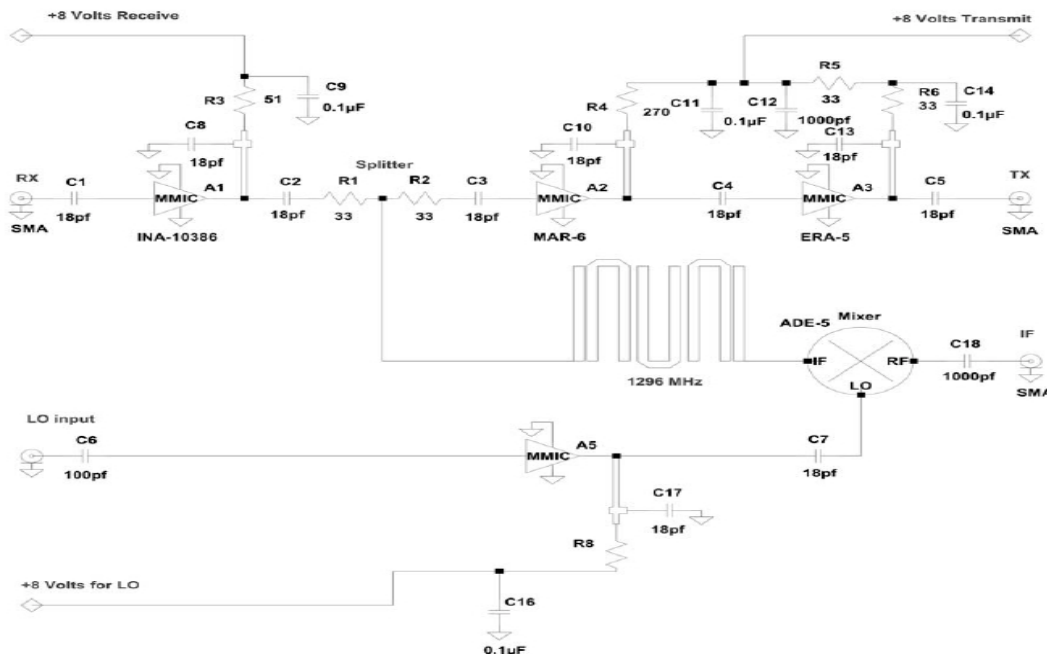 +8 Volts Receive
+8 Volts Transmit
R3
51
C9
0.1µF
C8
18pf
R4
270
C11
0.1µF
C12
1000pf
R5
33
R6
33
C14
0.1µF
C10
18pf
C13
18pf
RX
SMA
C1
18pf
MMIC
A1
INA-10386
C2
18pf
Splitter
R1
33
R2
33
C3
18pf
MMIC
A2
MAR-6
C4
18pf
MMIC
A3
ERA-5
C5
18pf
TX
SMA
1296 MHz
ADE-5
Mixer
IF
RF
LO
C18
1000pf
IF
SMA
LO input
C6
100pf
MMIC
A5
C7
18pf
C17
18pf
R8
+8 Volts for LO
C16
0.1µF